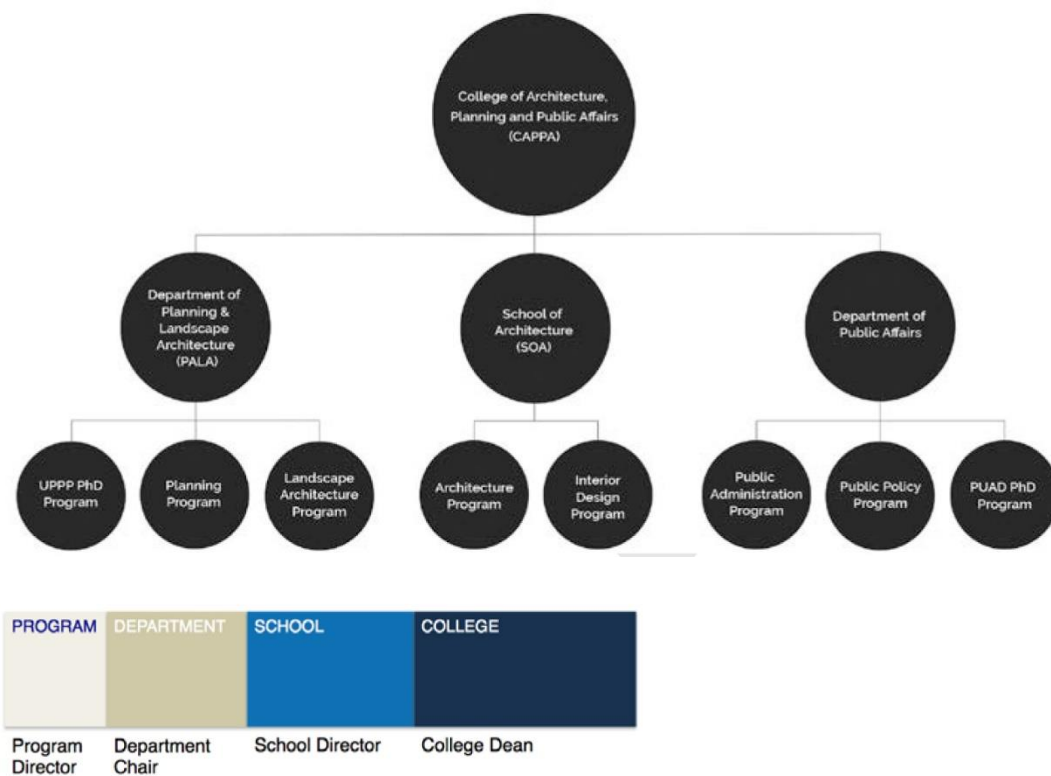 College of Architecture,
Planning and Public Affairs
(CAPPA)
Department of
Planning &
Landscape
Architecture
(PALA)
School of
Architecture
(SOA)
Department of
Public Affairs
UPPP PhD
Program
Planning
Program
Landscape
Architecture
Program
Architecture
Program
Interior
Design
Program
Public
Administration
Program
Public Policy
Program
PUAD PhD
Program
PROGRAM
DEPARTMENT
SCHOOL
COLLEGE
Program
Director
Department
Chair
School Director
College Dean